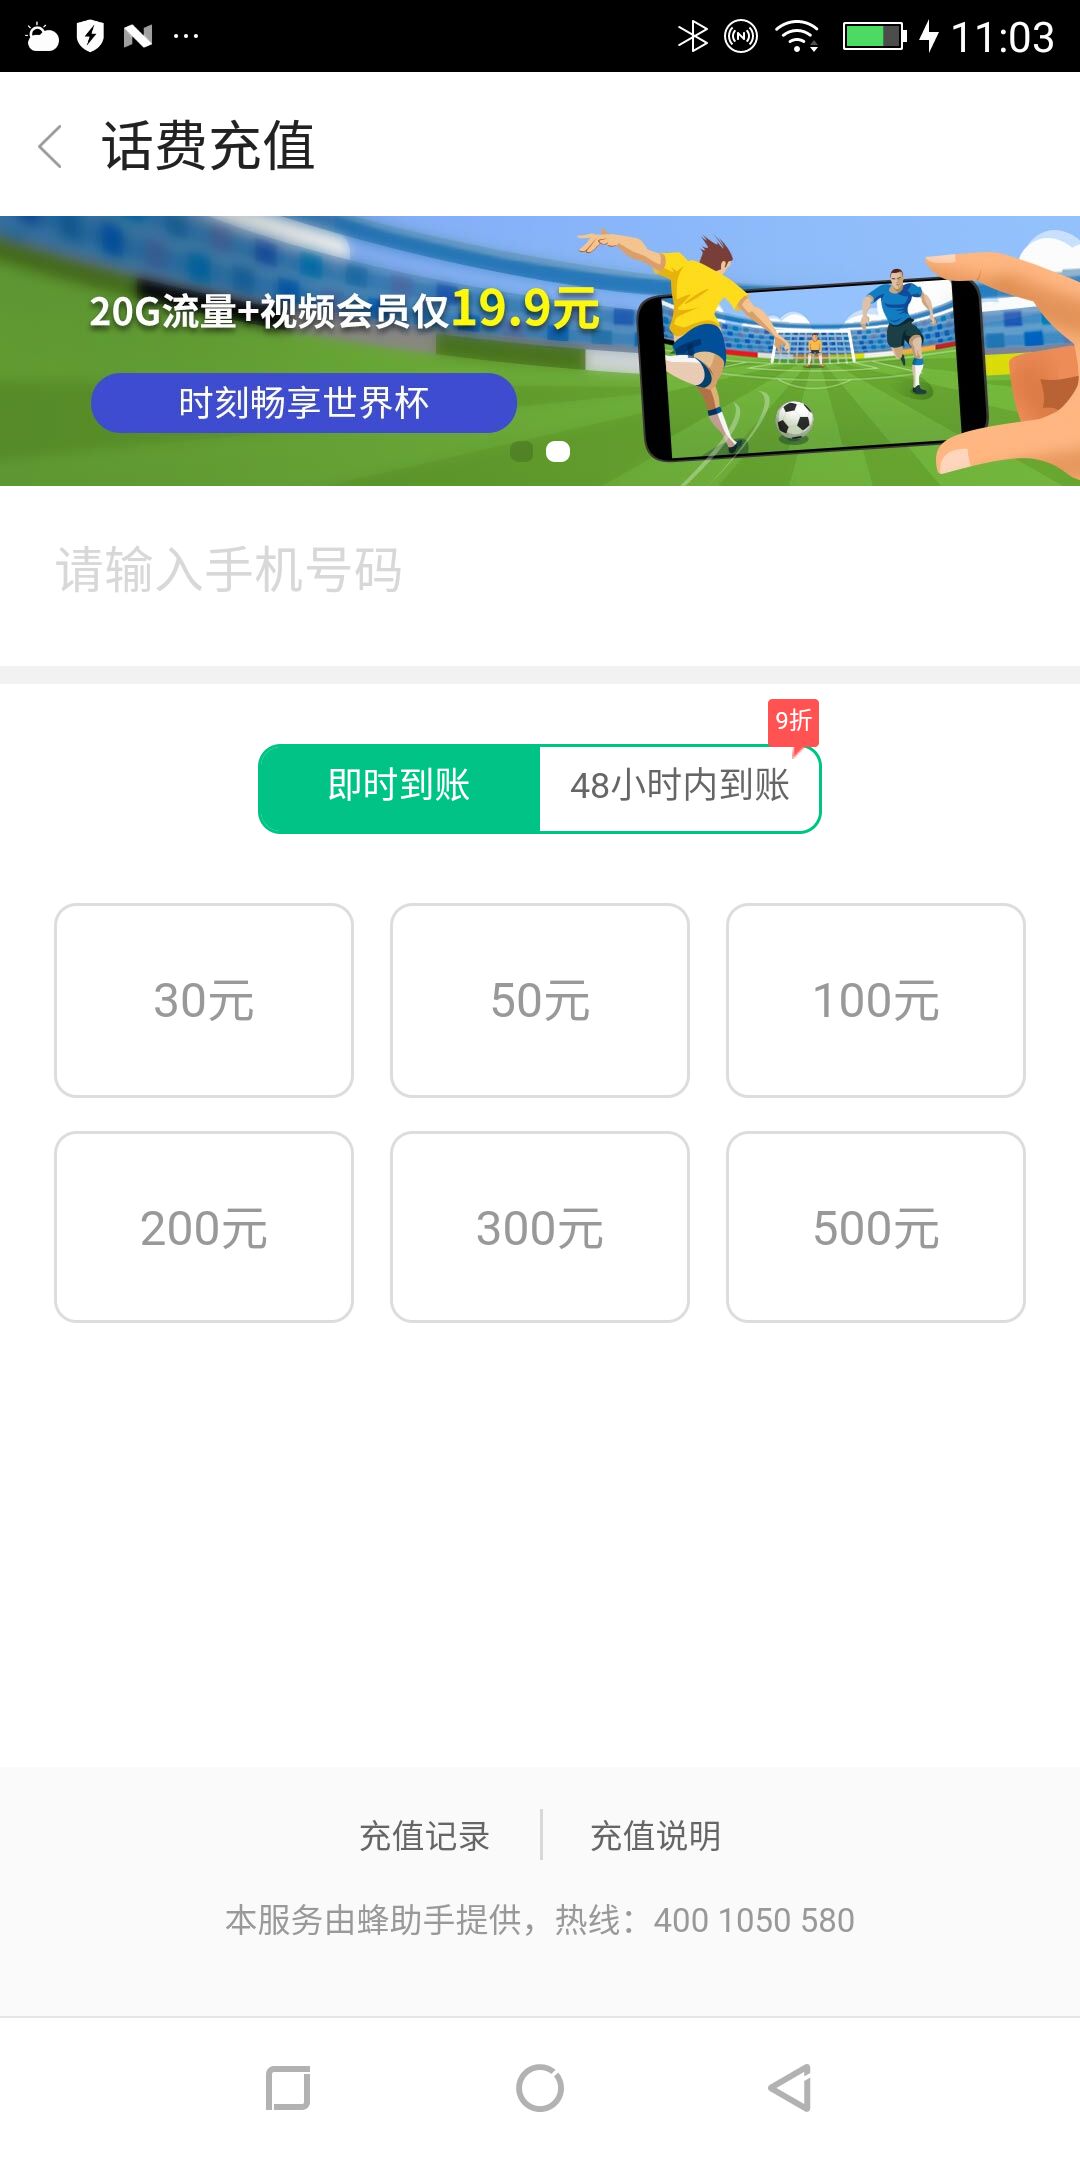 11:03
话费充值
20G流量+视频会员仅19.9元
时刻畅享世界杯
请输入手机号码
9折
即时到账 48小时内到账
30元 50元 100元
200元 300元 500元
充值记录 充值说明
本服务由蜂助手提供，热线：400 1050 580